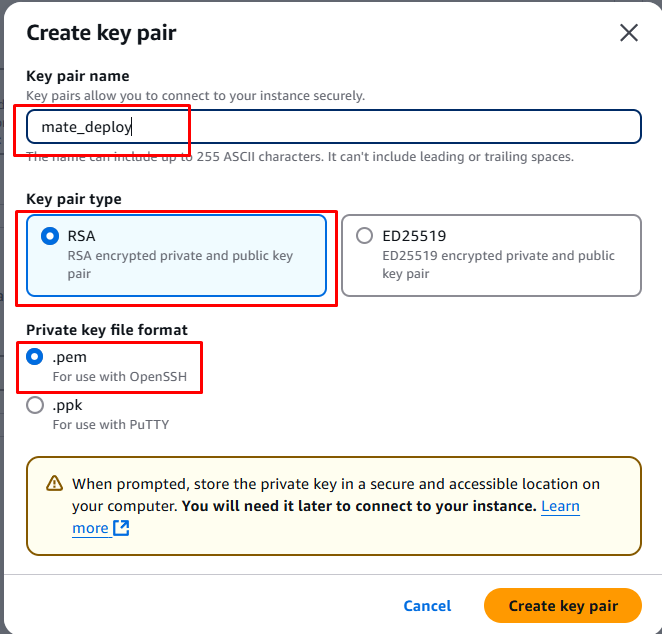 Create key pair
Key pair name
Key pairs allow you to connect to your instance securely.
mate_deploy
The name can include up to 255 ASCII characters. It can't include leading or trailing spaces.
Key pair type
RSA
RSA encrypted private and public key
pair
ED25519
ED25519 encrypted private and public
key pair
Private key file format
.pem
For use with OpenSSH
.ppk
For use with PuTTY
When prompted, store the private key in a secure and accessible location on
your computer. You will need it later to connect to your instance. Learn
more
Cancel
Create key pair